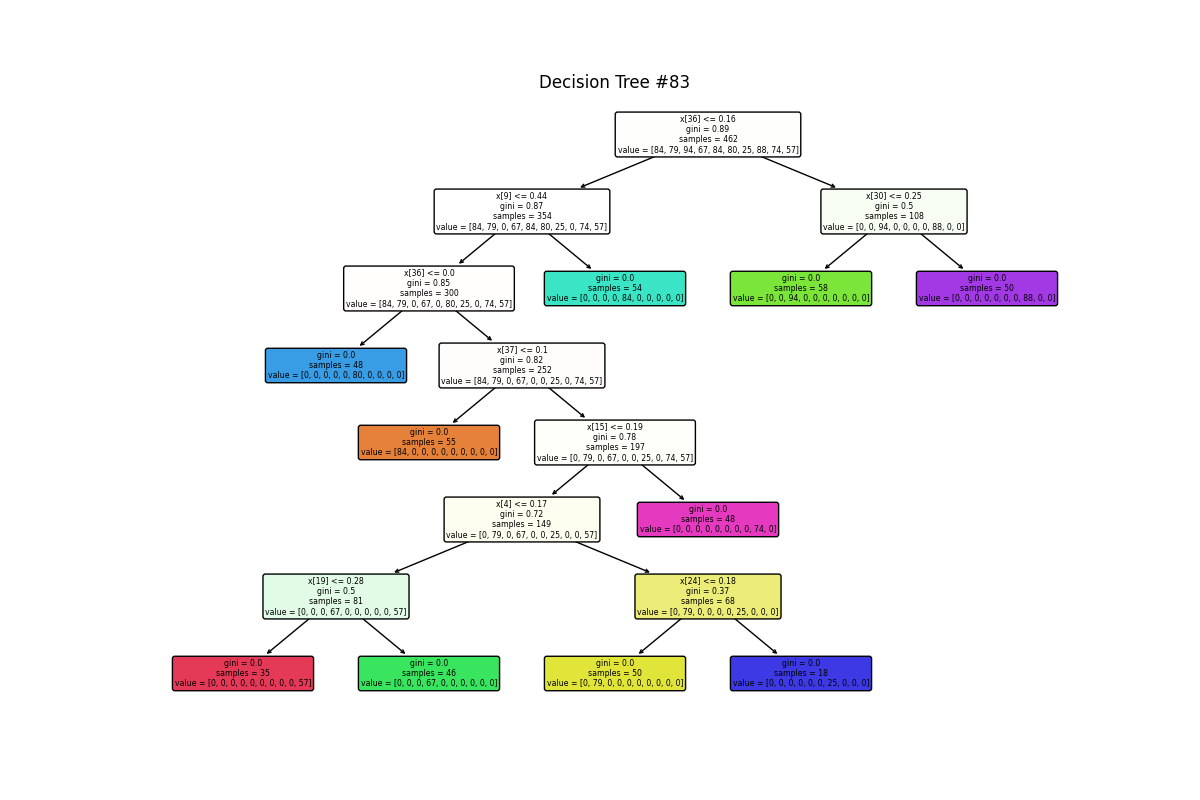 Decision Tree #83
x[36] <= 0.16
gini = 0.89
samples = 462
value = [84, 79, 94, 67, 84, 80, 25, 88, 74, 57]
x[9] <= 0.44
gini = 0.87
samples = 354
value = [84, 79, 0, 67, 84, 80, 25, 0, 74, 57]
x[30] <= 0.25
gini = 0.5
samples = 108
value = [0, 0, 94, 0, 0, 0, 0, 88, 0, 0]
x[36] <= 0.0
gini = 0.85
samples = 300
value = [84, 79, 0, 67, 0, 80, 25, 0, 74, 57]
gini = 0.0
samples = 54
value = [0, 0, 0, 0, 84, 0, 0, 0, 0, 0]
gini = 0.0
samples = 58
value = [0, 0, 94, 0, 0, 0, 0, 0, 0, 0]
gini = 0.0
samples = 50
value = [0, 0, 0, 0, 0, 0, 0, 88, 0, 0]
gini = 0.0
samples = 48
value = [0, 0, 0, 0, 0, 80, 0, 0, 0, 0]
x[37] <= 0.1
gini = 0.82
samples = 252
value = [84, 79, 0, 67, 0, 0, 25, 0, 74, 57]
gini = 0.0
samples = 55
value = [84, 0, 0, 0, 0, 0, 0, 0, 0, 0]
x[15] <= 0.19
gini = 0.78
samples = 197
value = [0, 79, 0, 67, 0, 0, 25, 0, 74, 57]
x[4] <= 0.17
gini = 0.72
samples = 149
value = [0, 79, 0, 67, 0, 0, 25, 0, 0, 57]
gini = 0.0
samples = 48
value = [0, 0, 0, 0, 0, 0, 0, 0, 74, 0]
x[19] <= 0.28
gini = 0.5
samples = 81
value = [0, 0, 0, 67, 0, 0, 0, 0, 0, 57]
x[24] <= 0.18
gini = 0.37
samples = 68
value = [0, 79, 0, 0, 0, 0, 25, 0, 0, 0]
gini = 0.0
samples = 35
value = [0, 0, 0, 0, 0, 0, 0, 0, 0, 57]
gini = 0.0
samples = 46
value = [0, 0, 0, 67, 0, 0, 0, 0, 0, 0]
gini = 0.0
samples = 50
value = [0, 79, 0, 0, 0, 0, 0, 0, 0, 0]
gini = 0.0
samples = 18
value = [0, 0, 0, 0, 0, 0, 25, 0, 0, 0]